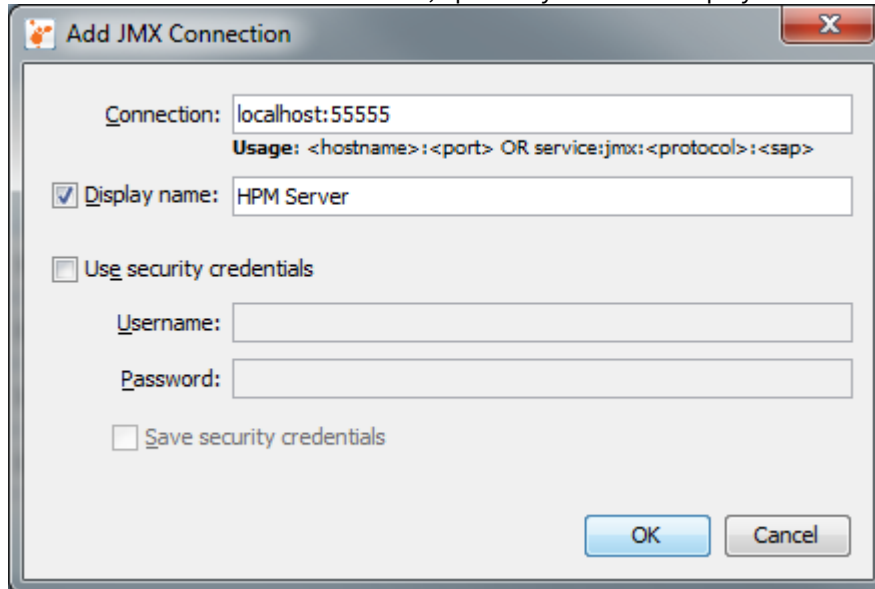 Add JMX Connection
Connection: localhost:55555
Usage: <hostname>:<port> OR service:jmx:<protocol>:<sap>
Display name: HPM Server
Use security credentials
Username:
Password:
Save security credentials
OK Cancel